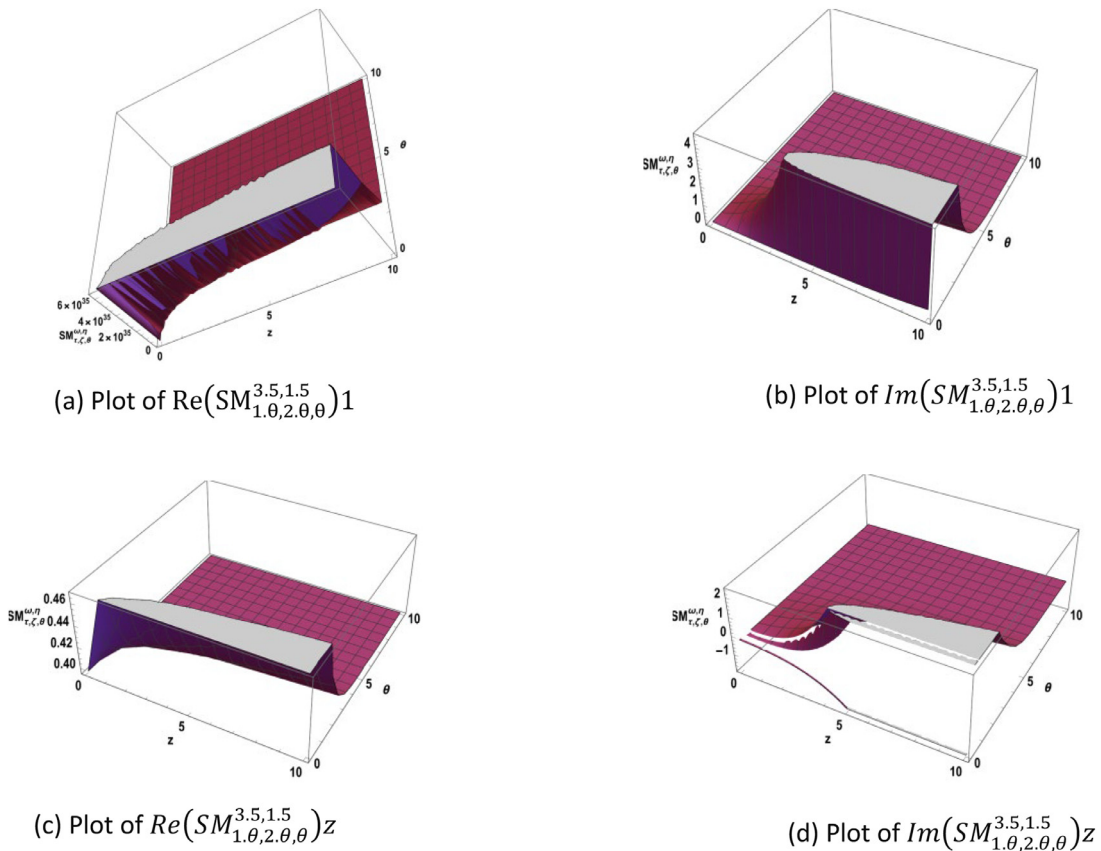 10
5
θ
0
6×10³⁵
4×10³⁵
SM^{ω,η}_{τ,ζ,θ} 2×10³⁵
0
0
5
z
10
(a) Plot of Re(SM^{3.5,1.5}_{1.θ,2.θ,θ})1
4
SM^{ω,η}_{τ,ζ,θ} 3
2
1
0
0
5
z
10
0
5
θ
10
(b) Plot of Im(SM^{3.5,1.5}_{1.θ,2.θ,θ})1
0.46
SM^{ω,η}_{τ,ζ,θ} 0.44
0.42
0.40
0
5
z
10
0
5
θ
10
(c) Plot of Re(SM^{3.5,1.5}_{1.θ,2.θ,θ})z
2
SM^{ω,η}_{τ,ζ,θ} 1
0
−1
0
5
z
10
0
5
θ
10
(d) Plot of Im(SM^{3.5,1.5}_{1.θ,2.θ,θ})z